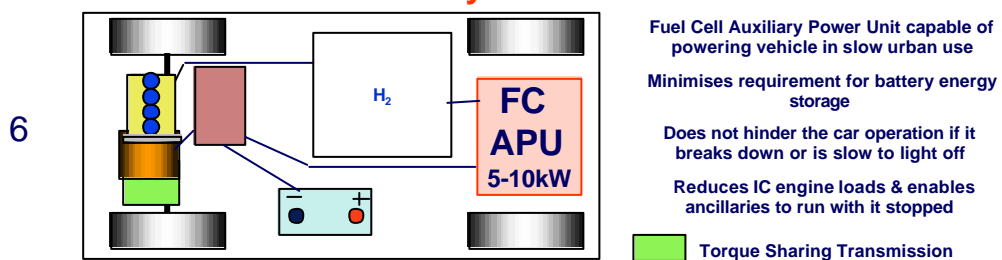 6
H2
FC
APU
5-10kW
– +
Fuel Cell Auxiliary Power Unit capable of
powering vehicle in slow urban use
Minimises requirement for battery energy
storage
Does not hinder the car operation if it
breaks down or is slow to light off
Reduces IC engine loads & enables
ancillaries to run with it stopped
Torque Sharing Transmission